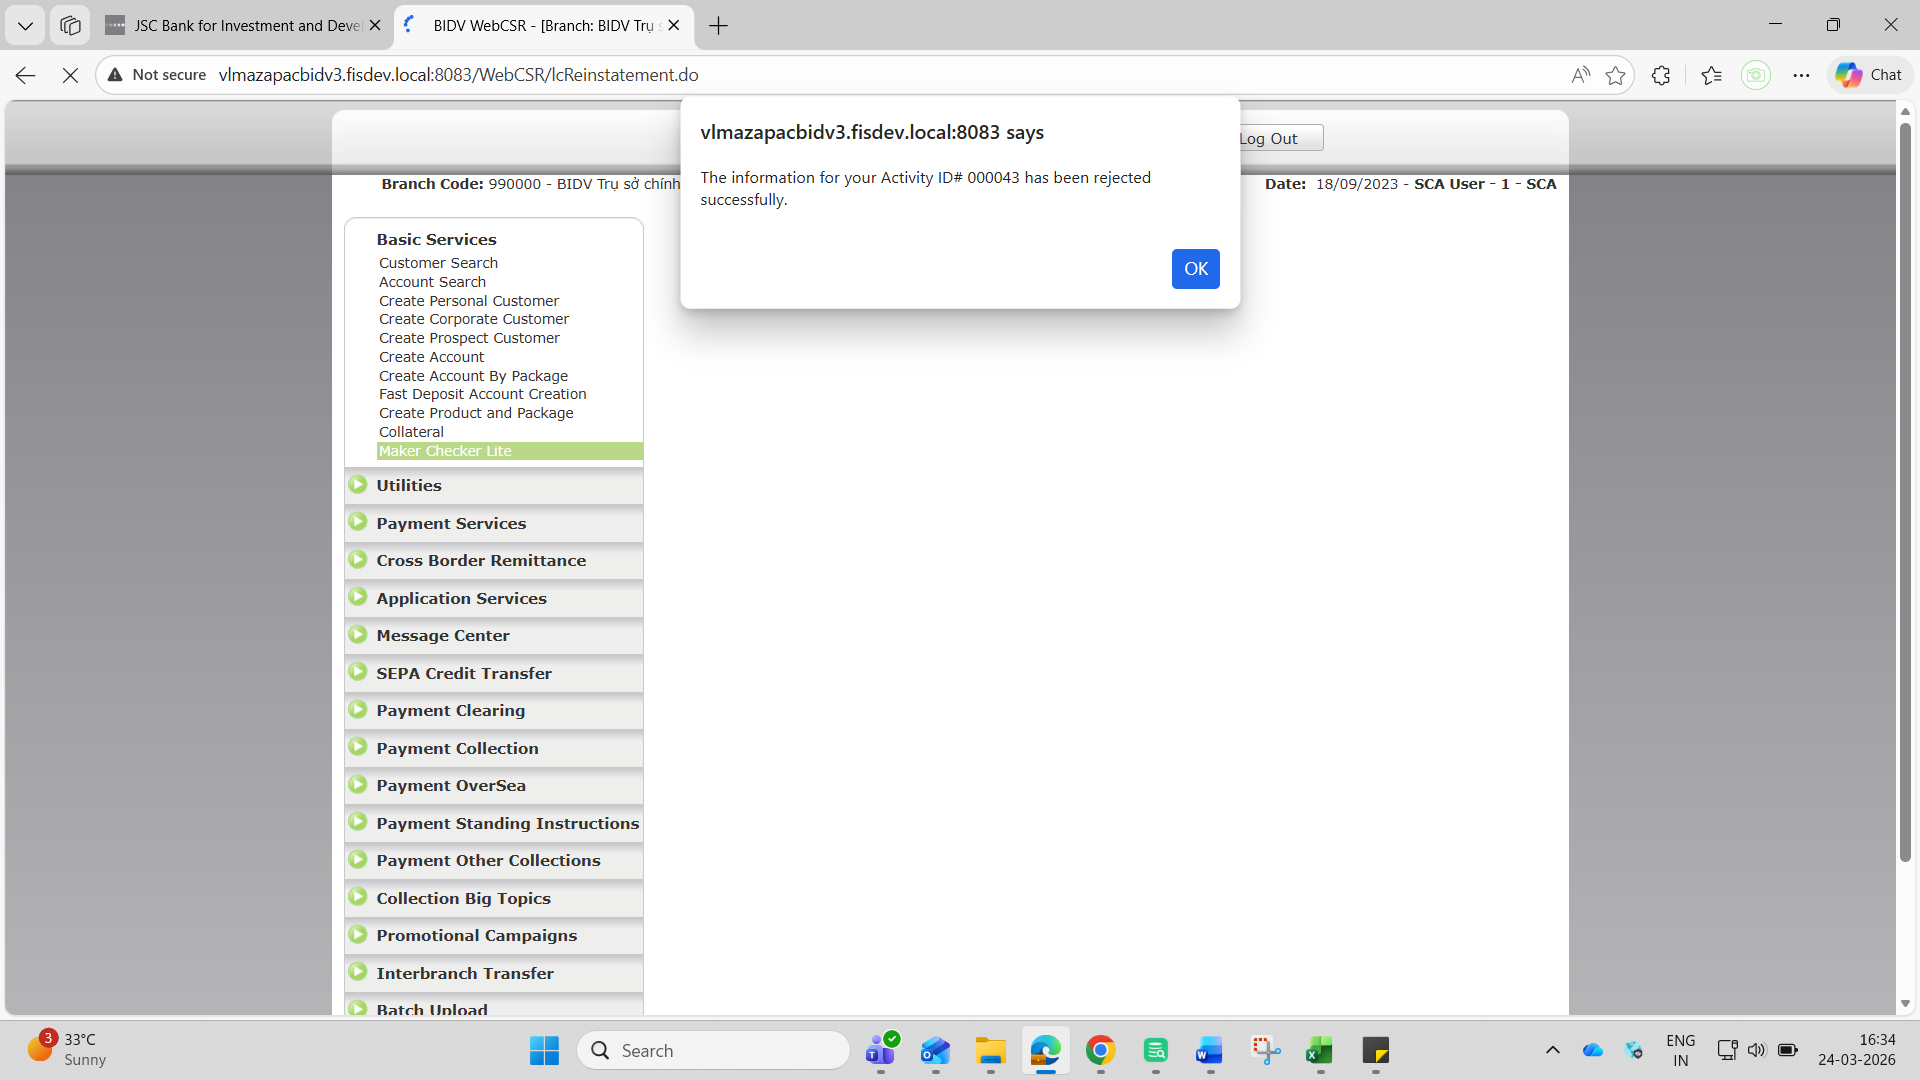 JSC Bank for Investment and Deve
BIDV WebCSR - [Branch: BIDV Trụ s
Not secure
vlmazapacbidv3.fisdev.local:8083/WebCSR/lcReinstatement.do
Chat
vlmazapacbidv3.fisdev.local:8083 says
The information for your Activity ID# 000043 has been rejected
successfully.
OK
Log Out
Branch Code: 990000 - BIDV Trụ sở chính
Date: 18/09/2023 - SCA User - 1 - SCA
Basic Services
Customer Search
Account Search
Create Personal Customer
Create Corporate Customer
Create Prospect Customer
Create Account
Create Account By Package
Fast Deposit Account Creation
Create Product and Package
Collateral
Maker Checker Lite
Utilities
Payment Services
Cross Border Remittance
Application Services
Message Center
SEPA Credit Transfer
Payment Clearing
Payment Collection
Payment OverSea
Payment Standing Instructions
Payment Other Collections
Collection Big Topics
Promotional Campaigns
Interbranch Transfer
Batch Upload
3
33°C
Sunny
Search
ENG
IN
16:34
24-03-2026